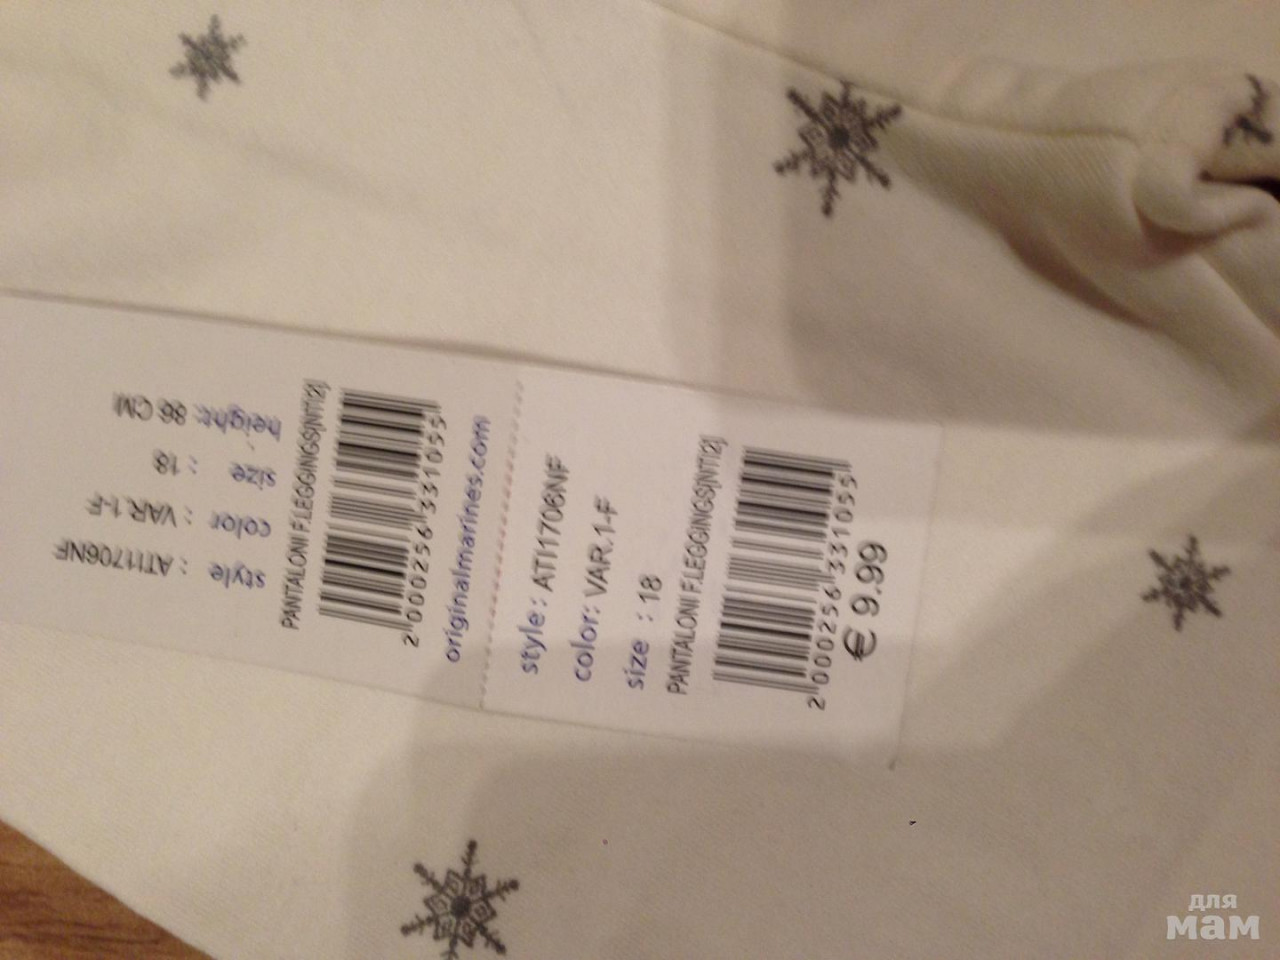 style : ATI1706NF
color : VAR.1-F
size : 18
height: 86 CM
PANTALONI F.LEGGINGS[NT12]
2 000256 331055
originalmarines.com
style : ATI1706NF
color: VAR.1-F
size : 18
PANTALONI F.LEGGINGS[NT12]
2 000256 331055
€ 9.99
для
мам